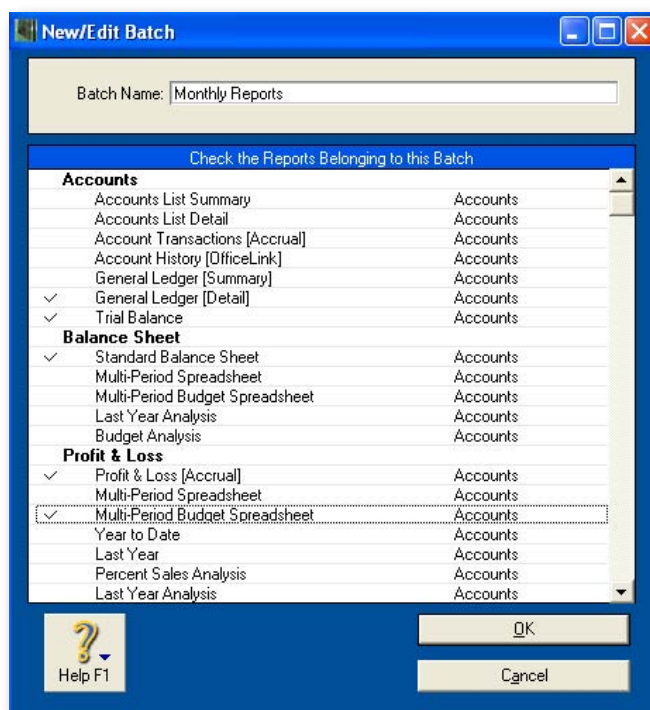 New/Edit Batch
Batch Name: Monthly Reports
Check the Reports Belonging to this Batch
Accounts
Accounts List Summary Accounts
Accounts List Detail Accounts
Account Transactions [Accrual] Accounts
Account History [OfficeLink] Accounts
General Ledger [Summary] Accounts
General Ledger [Detail] Accounts
Trial Balance Accounts
Balance Sheet
Standard Balance Sheet Accounts
Multi-Period Spreadsheet Accounts
Multi-Period Budget Spreadsheet Accounts
Last Year Analysis Accounts
Budget Analysis Accounts
Profit & Loss
Profit & Loss [Accrual] Accounts
Multi-Period Spreadsheet Accounts
Multi-Period Budget Spreadsheet Accounts
Year to Date Accounts
Last Year Accounts
Percent Sales Analysis Accounts
Last Year Analysis Accounts
Help F1
OK
Cancel